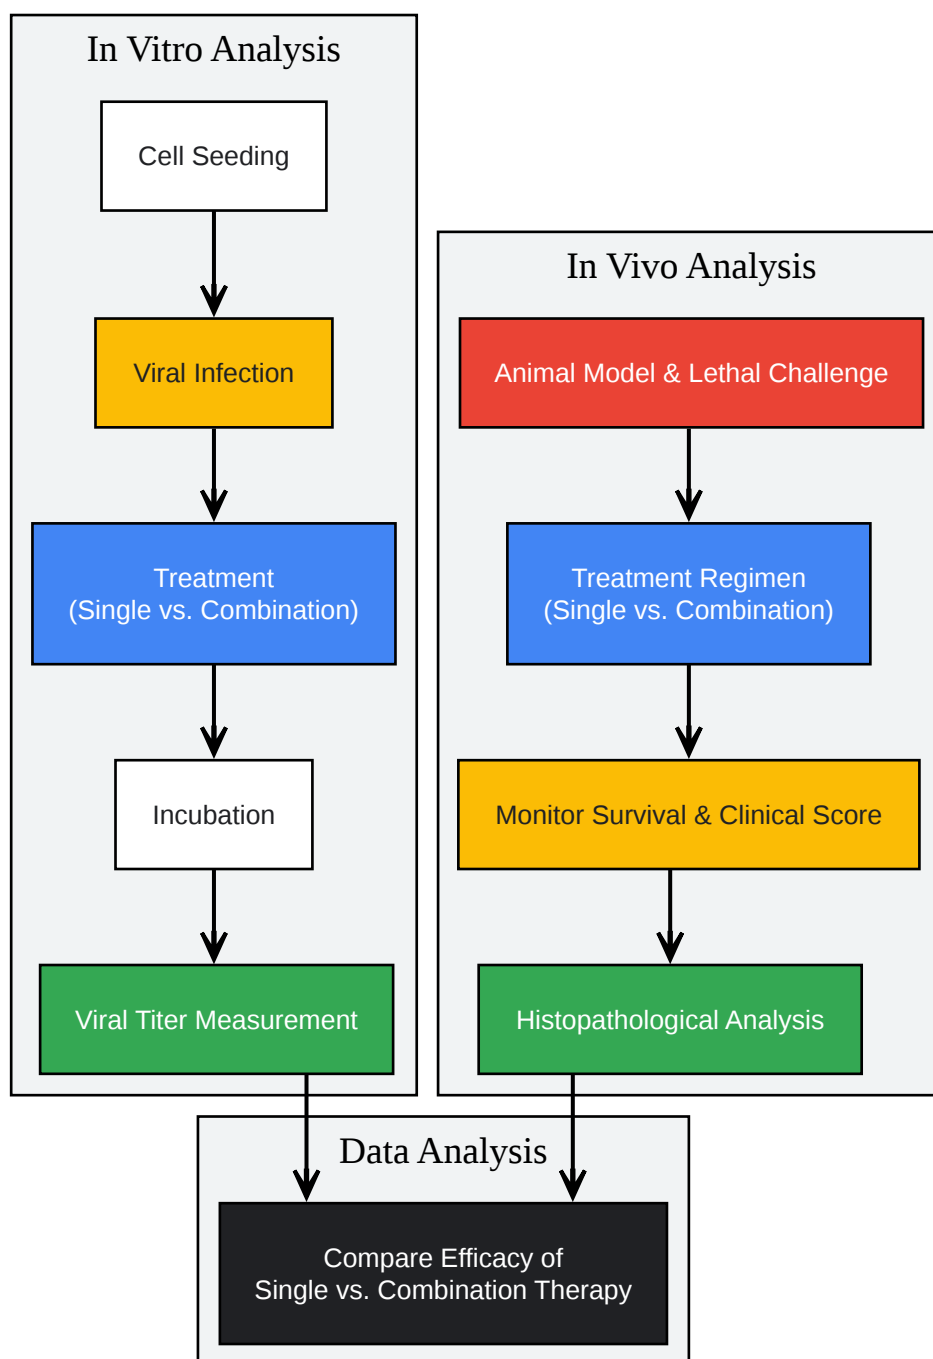 In Vitro Analysis
Cell Seeding
Viral Infection
Treatment
(Single vs. Combination)
Incubation
Viral Titer Measurement
In Vivo Analysis
Animal Model & Lethal Challenge
Treatment Regimen
(Single vs. Combination)
Monitor Survival & Clinical Score
Histopathological Analysis
Data Analysis
Compare Efficacy of
Single vs. Combination Therapy